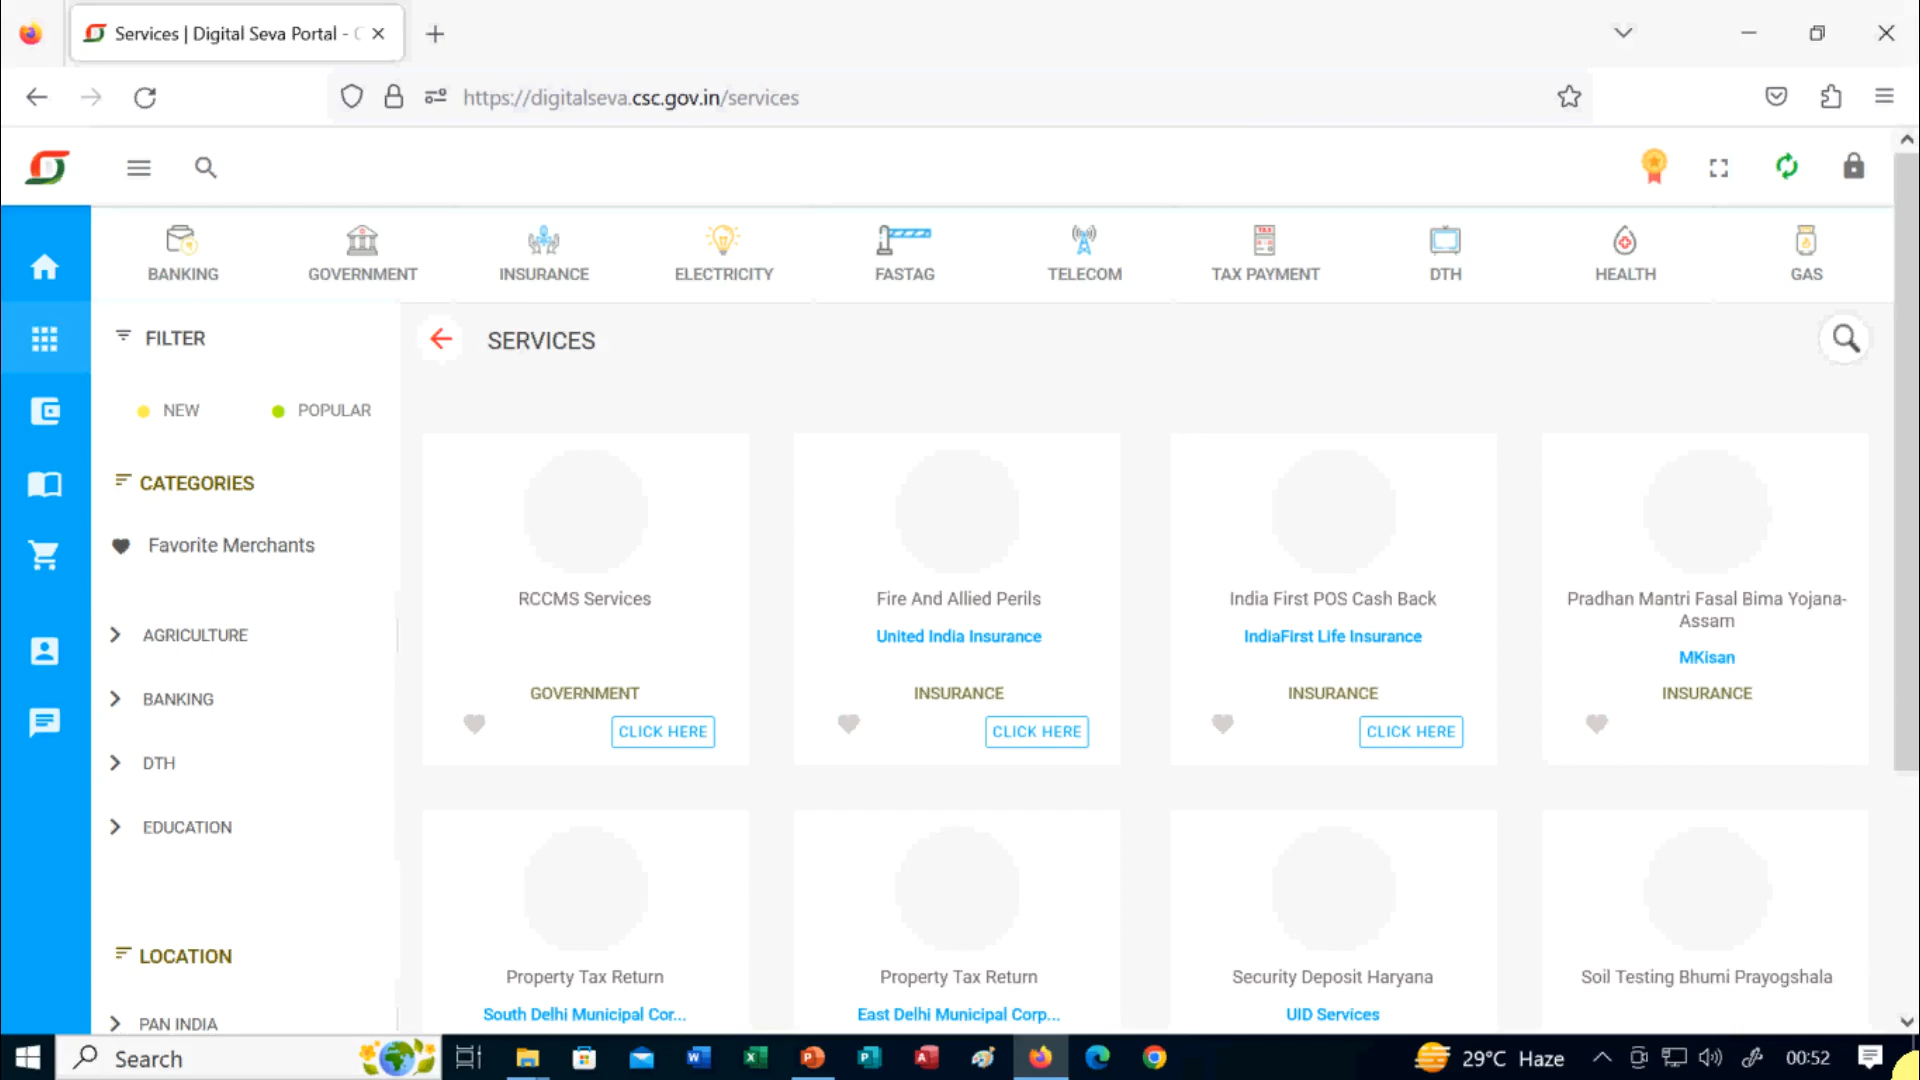 Services | Digital Seva Portal - C
https://digitalseva.csc.gov.in/services
BANKING
GOVERNMENT
INSURANCE
ELECTRICITY
FASTAG
TELECOM
TAX
TAX PAYMENT
DTH
HEALTH
GAS
FILTER
SERVICES
NEW
POPULAR
CATEGORIES
Favorite Merchants
AGRICULTURE
BANKING
DTH
EDUCATION
LOCATION
PAN INDIA
RCCMS Services
GOVERNMENT
CLICK HERE
Fire And Allied Perils
United India Insurance
INSURANCE
CLICK HERE
India First POS Cash Back
IndiaFirst Life Insurance
INSURANCE
CLICK HERE
Pradhan Mantri Fasal Bima Yojana-
Assam
MKisan
INSURANCE
Property Tax Return
South Delhi Municipal Cor...
Property Tax Return
East Delhi Municipal Corp...
Security Deposit Haryana
UID Services
Soil Testing Bhumi Prayogshala
Search
29°C Haze
00:52